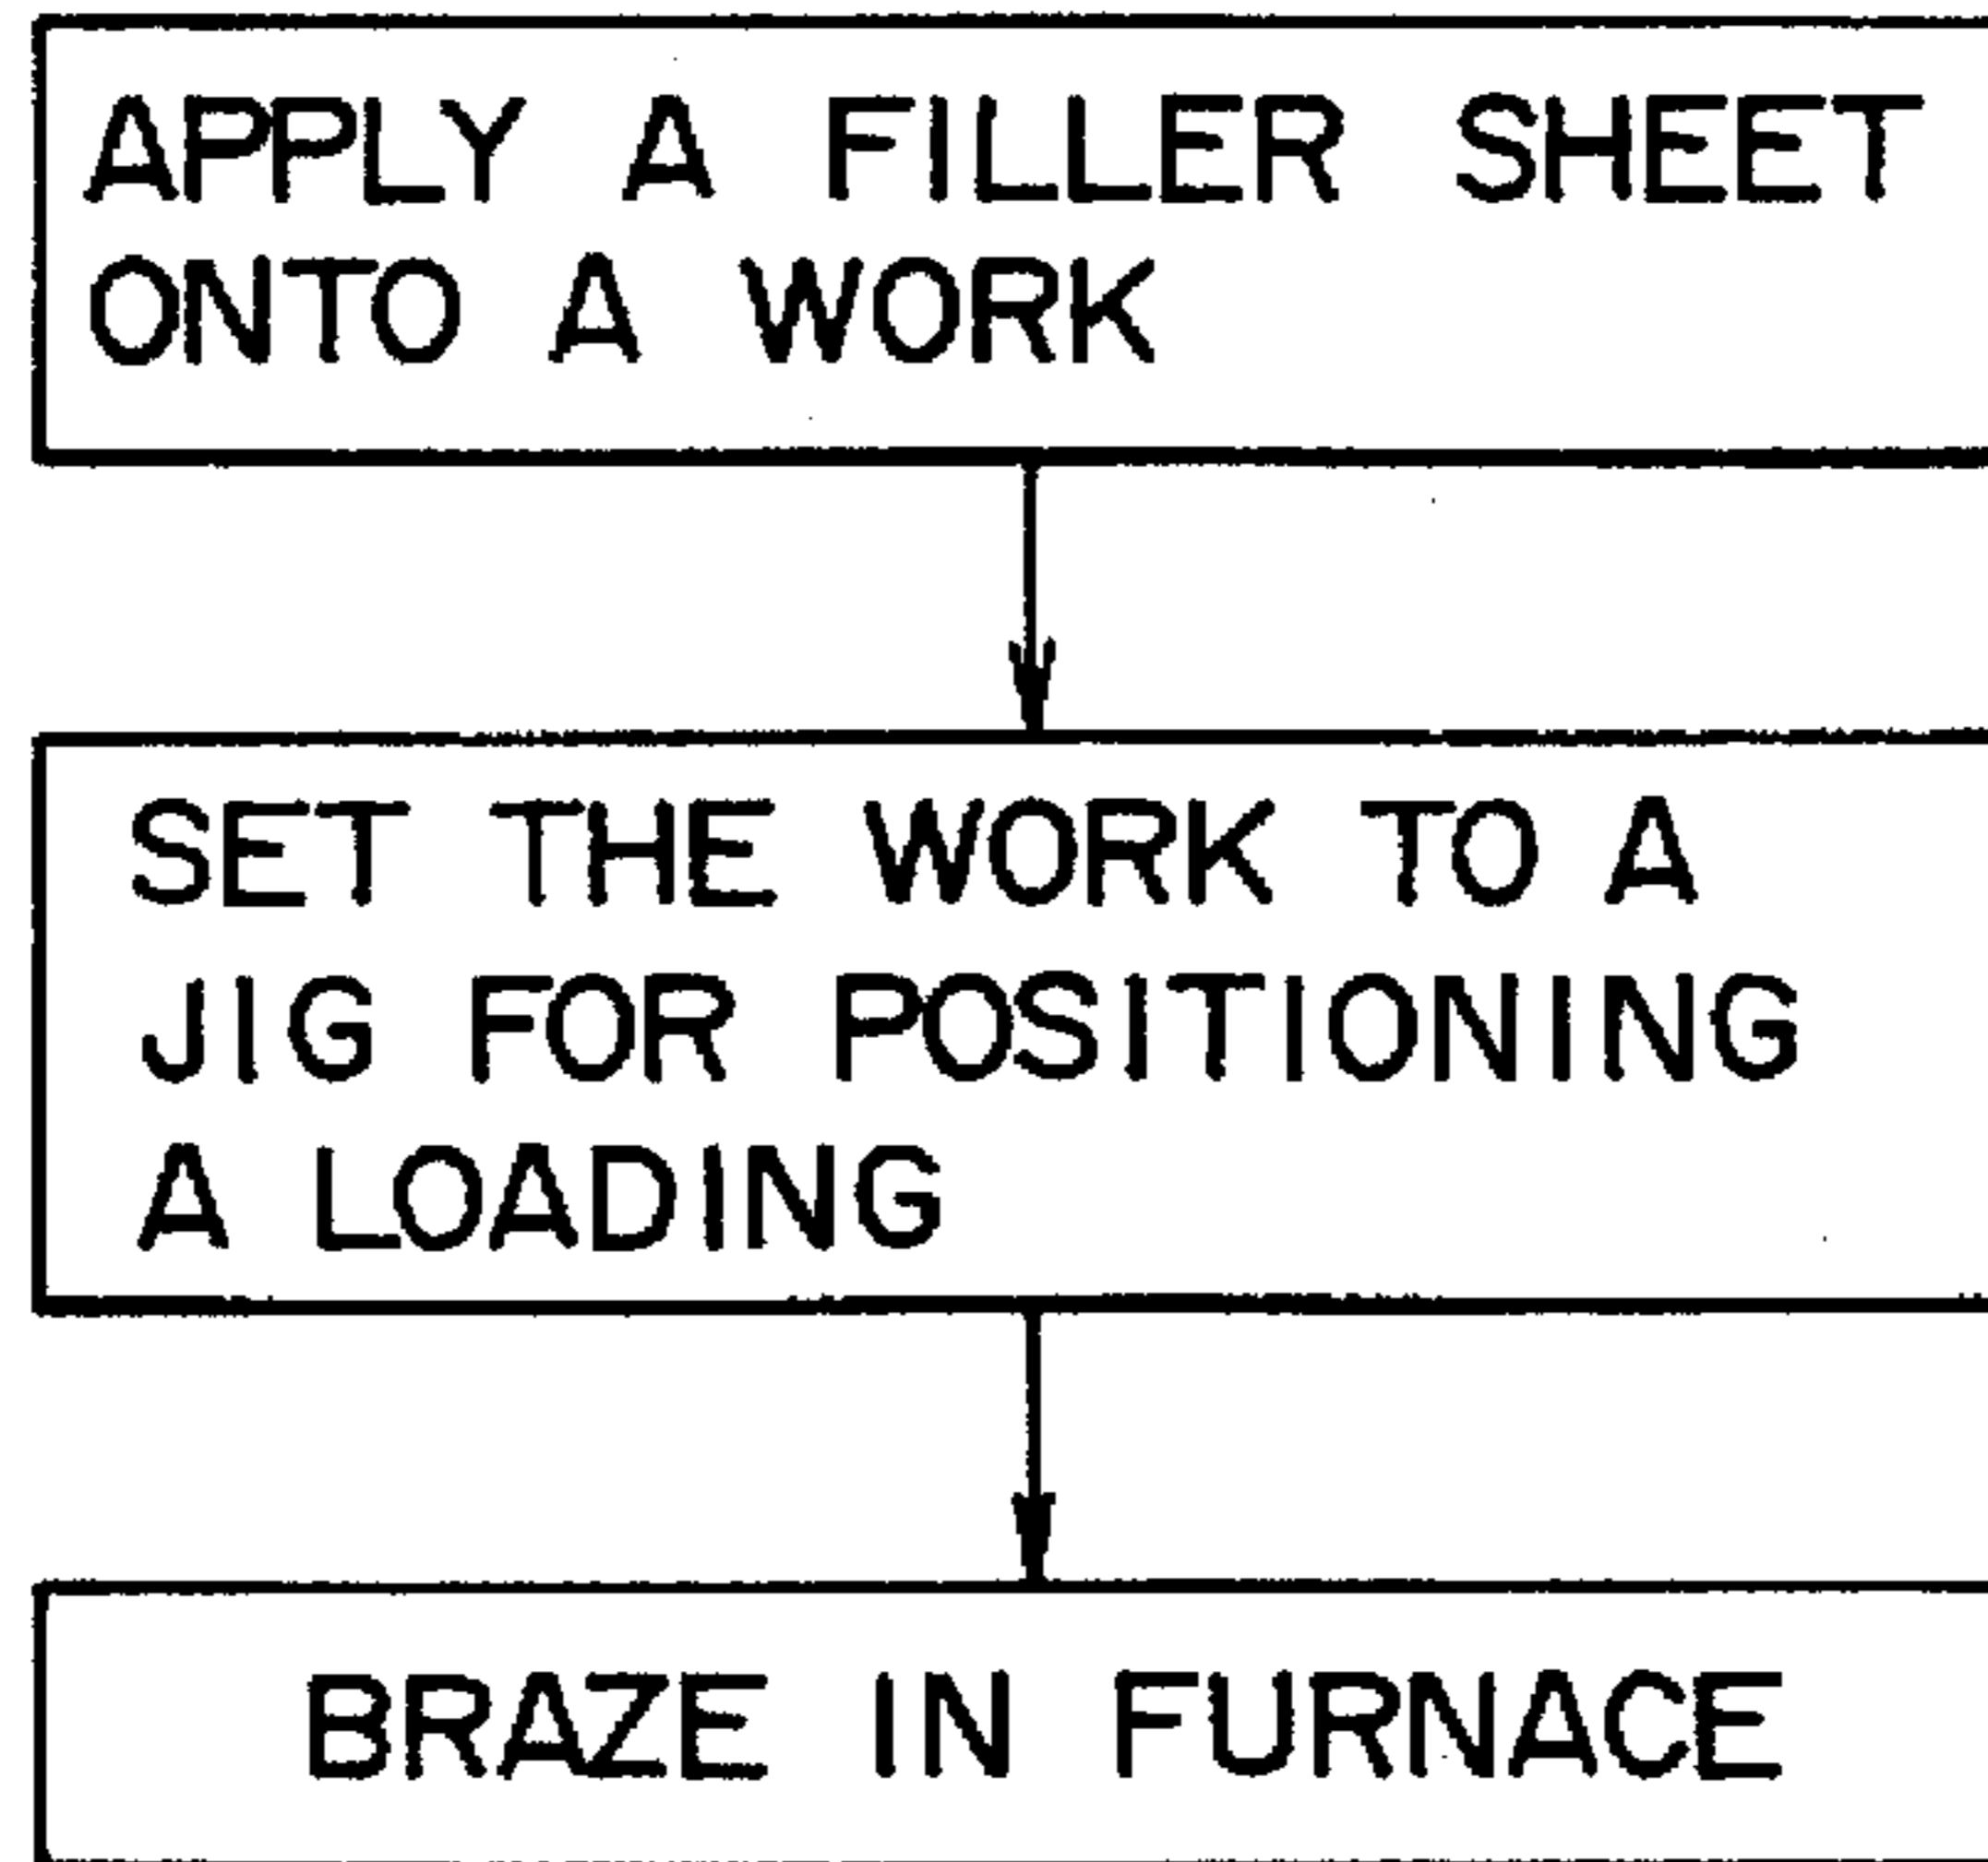 APPLY A FILLER SHEET
ONTO A WORK
SET THE WORK TO A
JIG FOR POSITIONING
A LOADING
BRAZE IN FURNACE